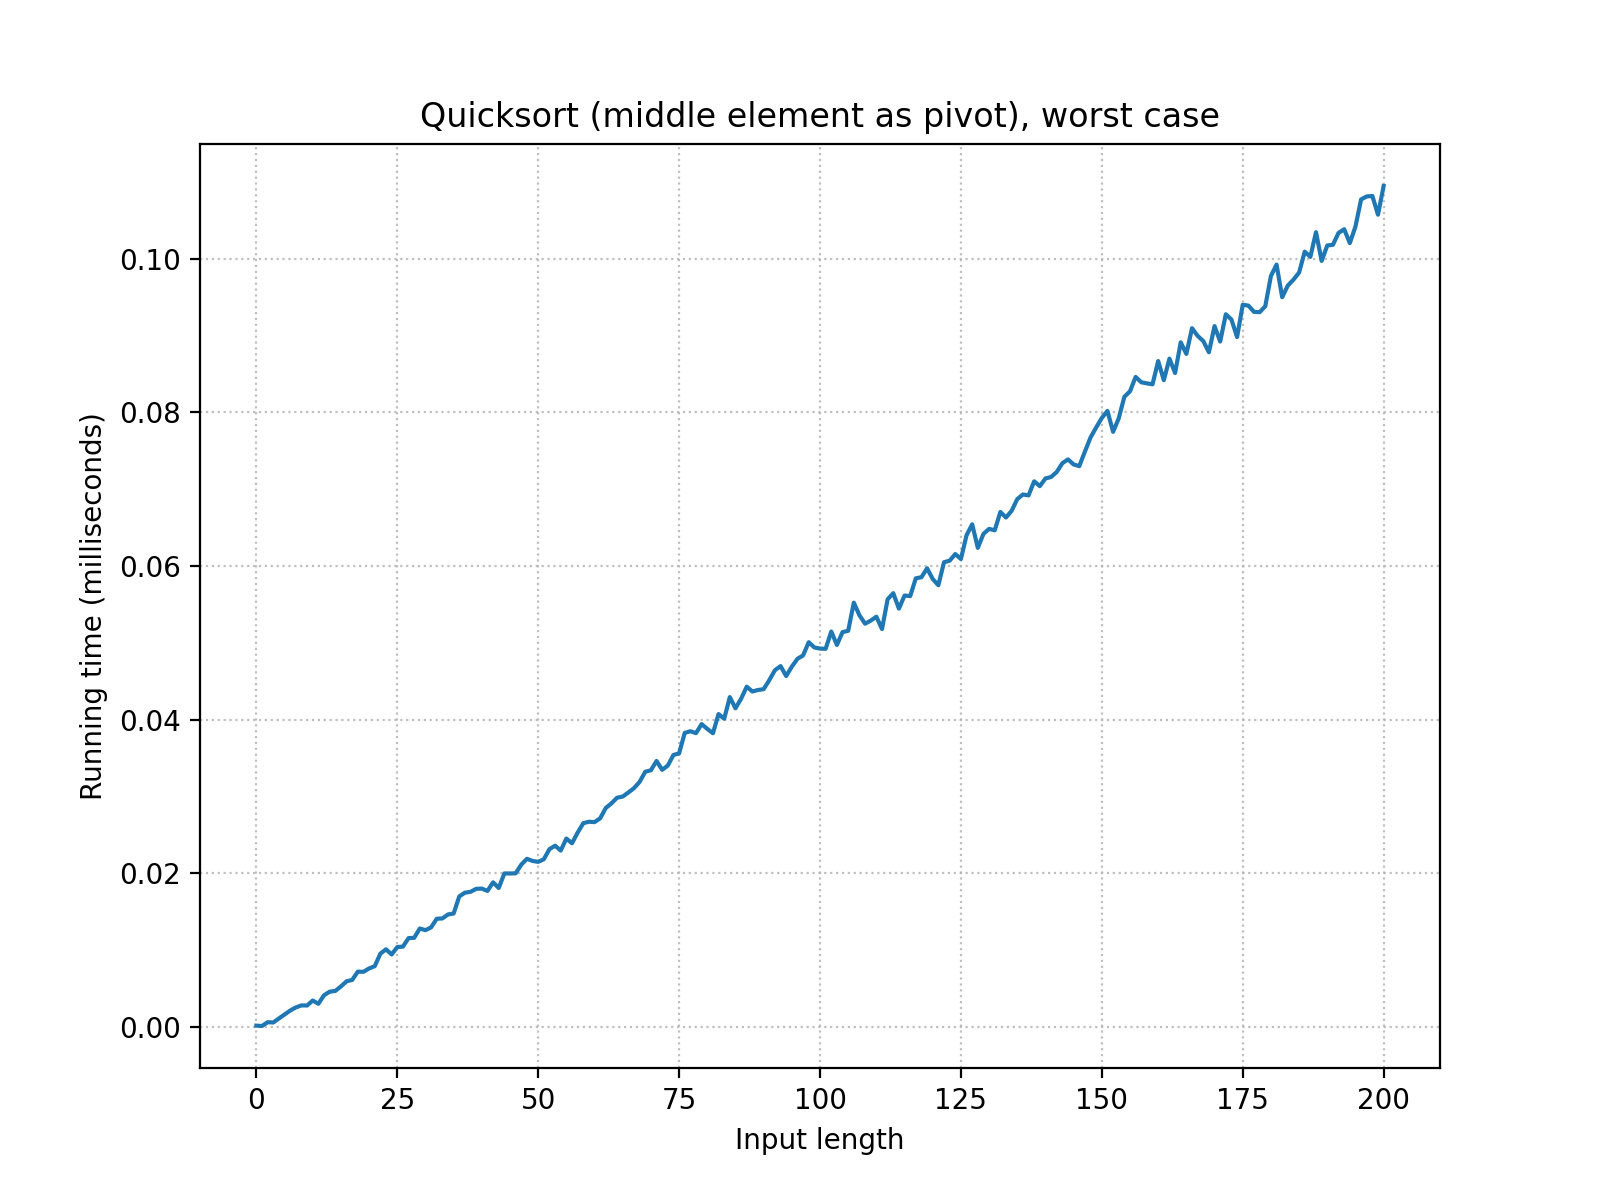 Quicksort (middle element as pivot), worst case
0.10
0.08
0.06
0.04
0.02
0.00
Running time (milliseconds)
0 25 50 75 100 125 150 175 200
Input length